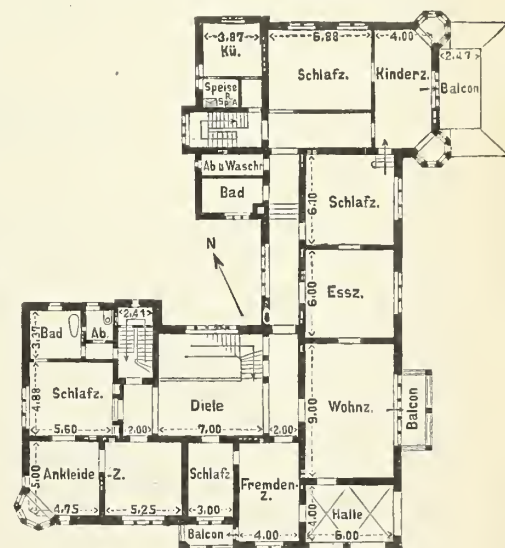 3,87
Kü.
6,88
Schlafz.
4,00
Kinderz.
2,47
Balcon
Speise
R.
Sp. A
Ab u Waschr
Bad
6,10
Schlafz.
N
6,00
Essz.
2,41
Bad
Ab.
3,37
4,88
Schlafz.
5,60
2,00
Diele
7,00
2,00
9,00
Wohnz.
Balcon
5,00
Ankleide
-Z.
4,75
5,25
Schlafz
3,00
Fremden-
Z.
Balcon
4,00
4,00
Halle
6,00